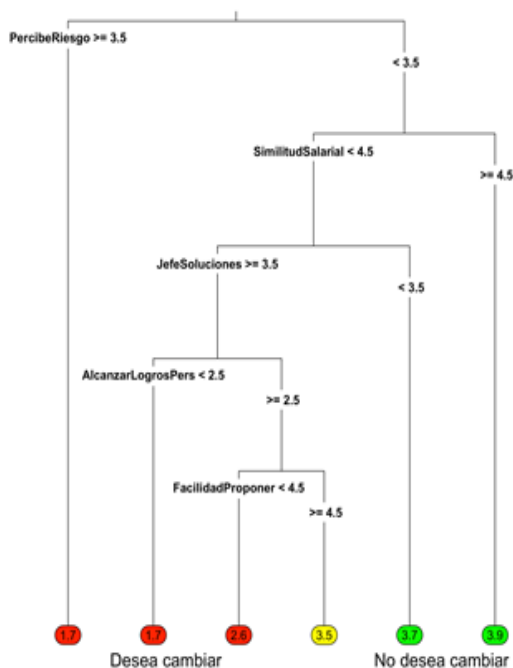 PercibeRiesgo >= 3.5
< 3.5
SimilitudSalarial < 4.5
>= 4.5
JefeSoluciones >= 3.5
< 3.5
AlcanzarLogrosPers < 2.5
>= 2.5
FacilidadProponer < 4.5
>= 4.5
1.7 1.7 2.6 3.5 3.7 3.9
Desea cambiar No desea cambiar